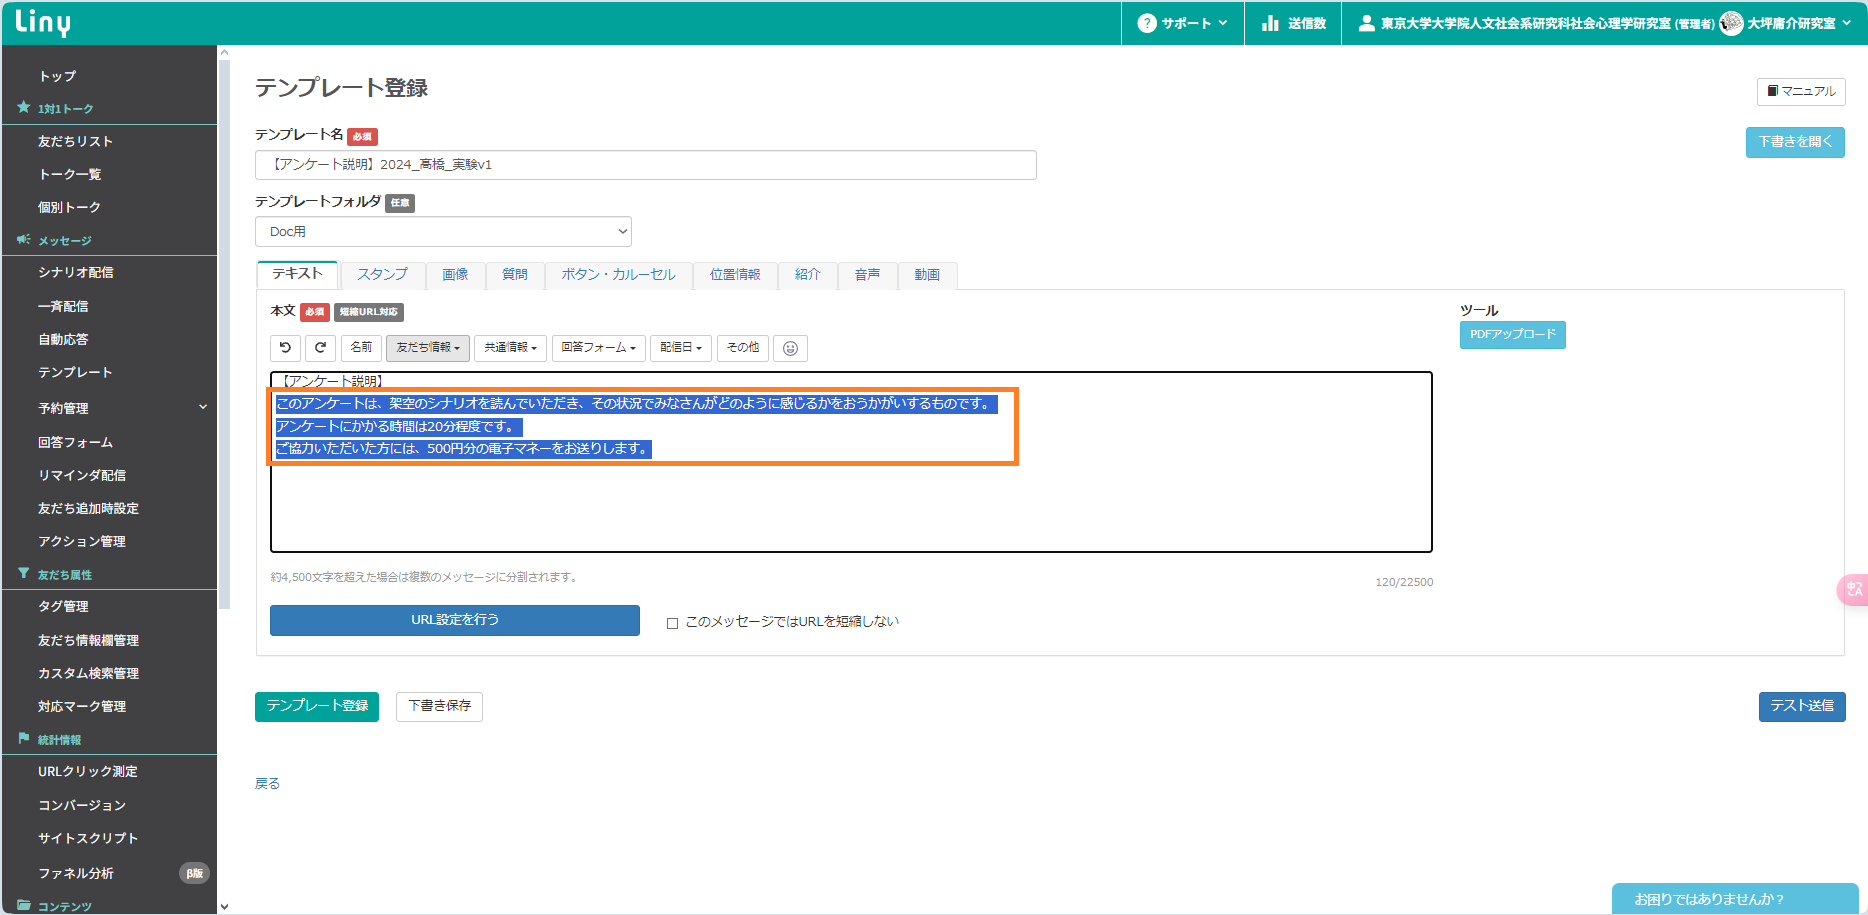 Liny
サポート
送信数
東京大学大学院人文社会系研究科社会心理学研究室 (管理者) 大坪庸介研究室
トップ
1対1トーク
友だちリスト
トーク一覧
個別トーク
メッセージ
シナリオ配信
一斉配信
自動応答
テンプレート
予約管理
回答フォーム
リマインダ配信
友だち追加時設定
アクション管理
友だち属性
タグ管理
友だち情報欄管理
カスタム検索管理
対応マーク管理
統計情報
URLクリック測定
コンバージョン
サイトスクリプト
ファネル分析 β版
コンテンツ
テンプレート登録
マニュアル
テンプレート名 必須
下書きを開く
【アンケート説明】2024_高橋_実験v1
テンプレートフォルダ 任意
Doc用
テキスト スタンプ 画像 質問 ボタン・カルーセル 位置情報 紹介 音声 動画
本文 必須 短縮URL対応
ツール
PDFアップロード
名前 友だち情報 共通情報 回答フォーム 配信日 その他
【アンケート説明】
このアンケートは、架空のシナリオを読んでいただき、その状況でみなさんがどのように感じるかをおうかがいするものです。
アンケートにかかる時間は20分程度です。
ご協力いただいた方には、500円分の電子マネーをお送りします。
約4,500文字を超えた場合は複数のメッセージに分割されます。
120/22500
URL設定を行う
このメッセージではURLを短縮しない
テンプレート登録 下書き保存
テスト送信
戻る
お困りではありませんか？